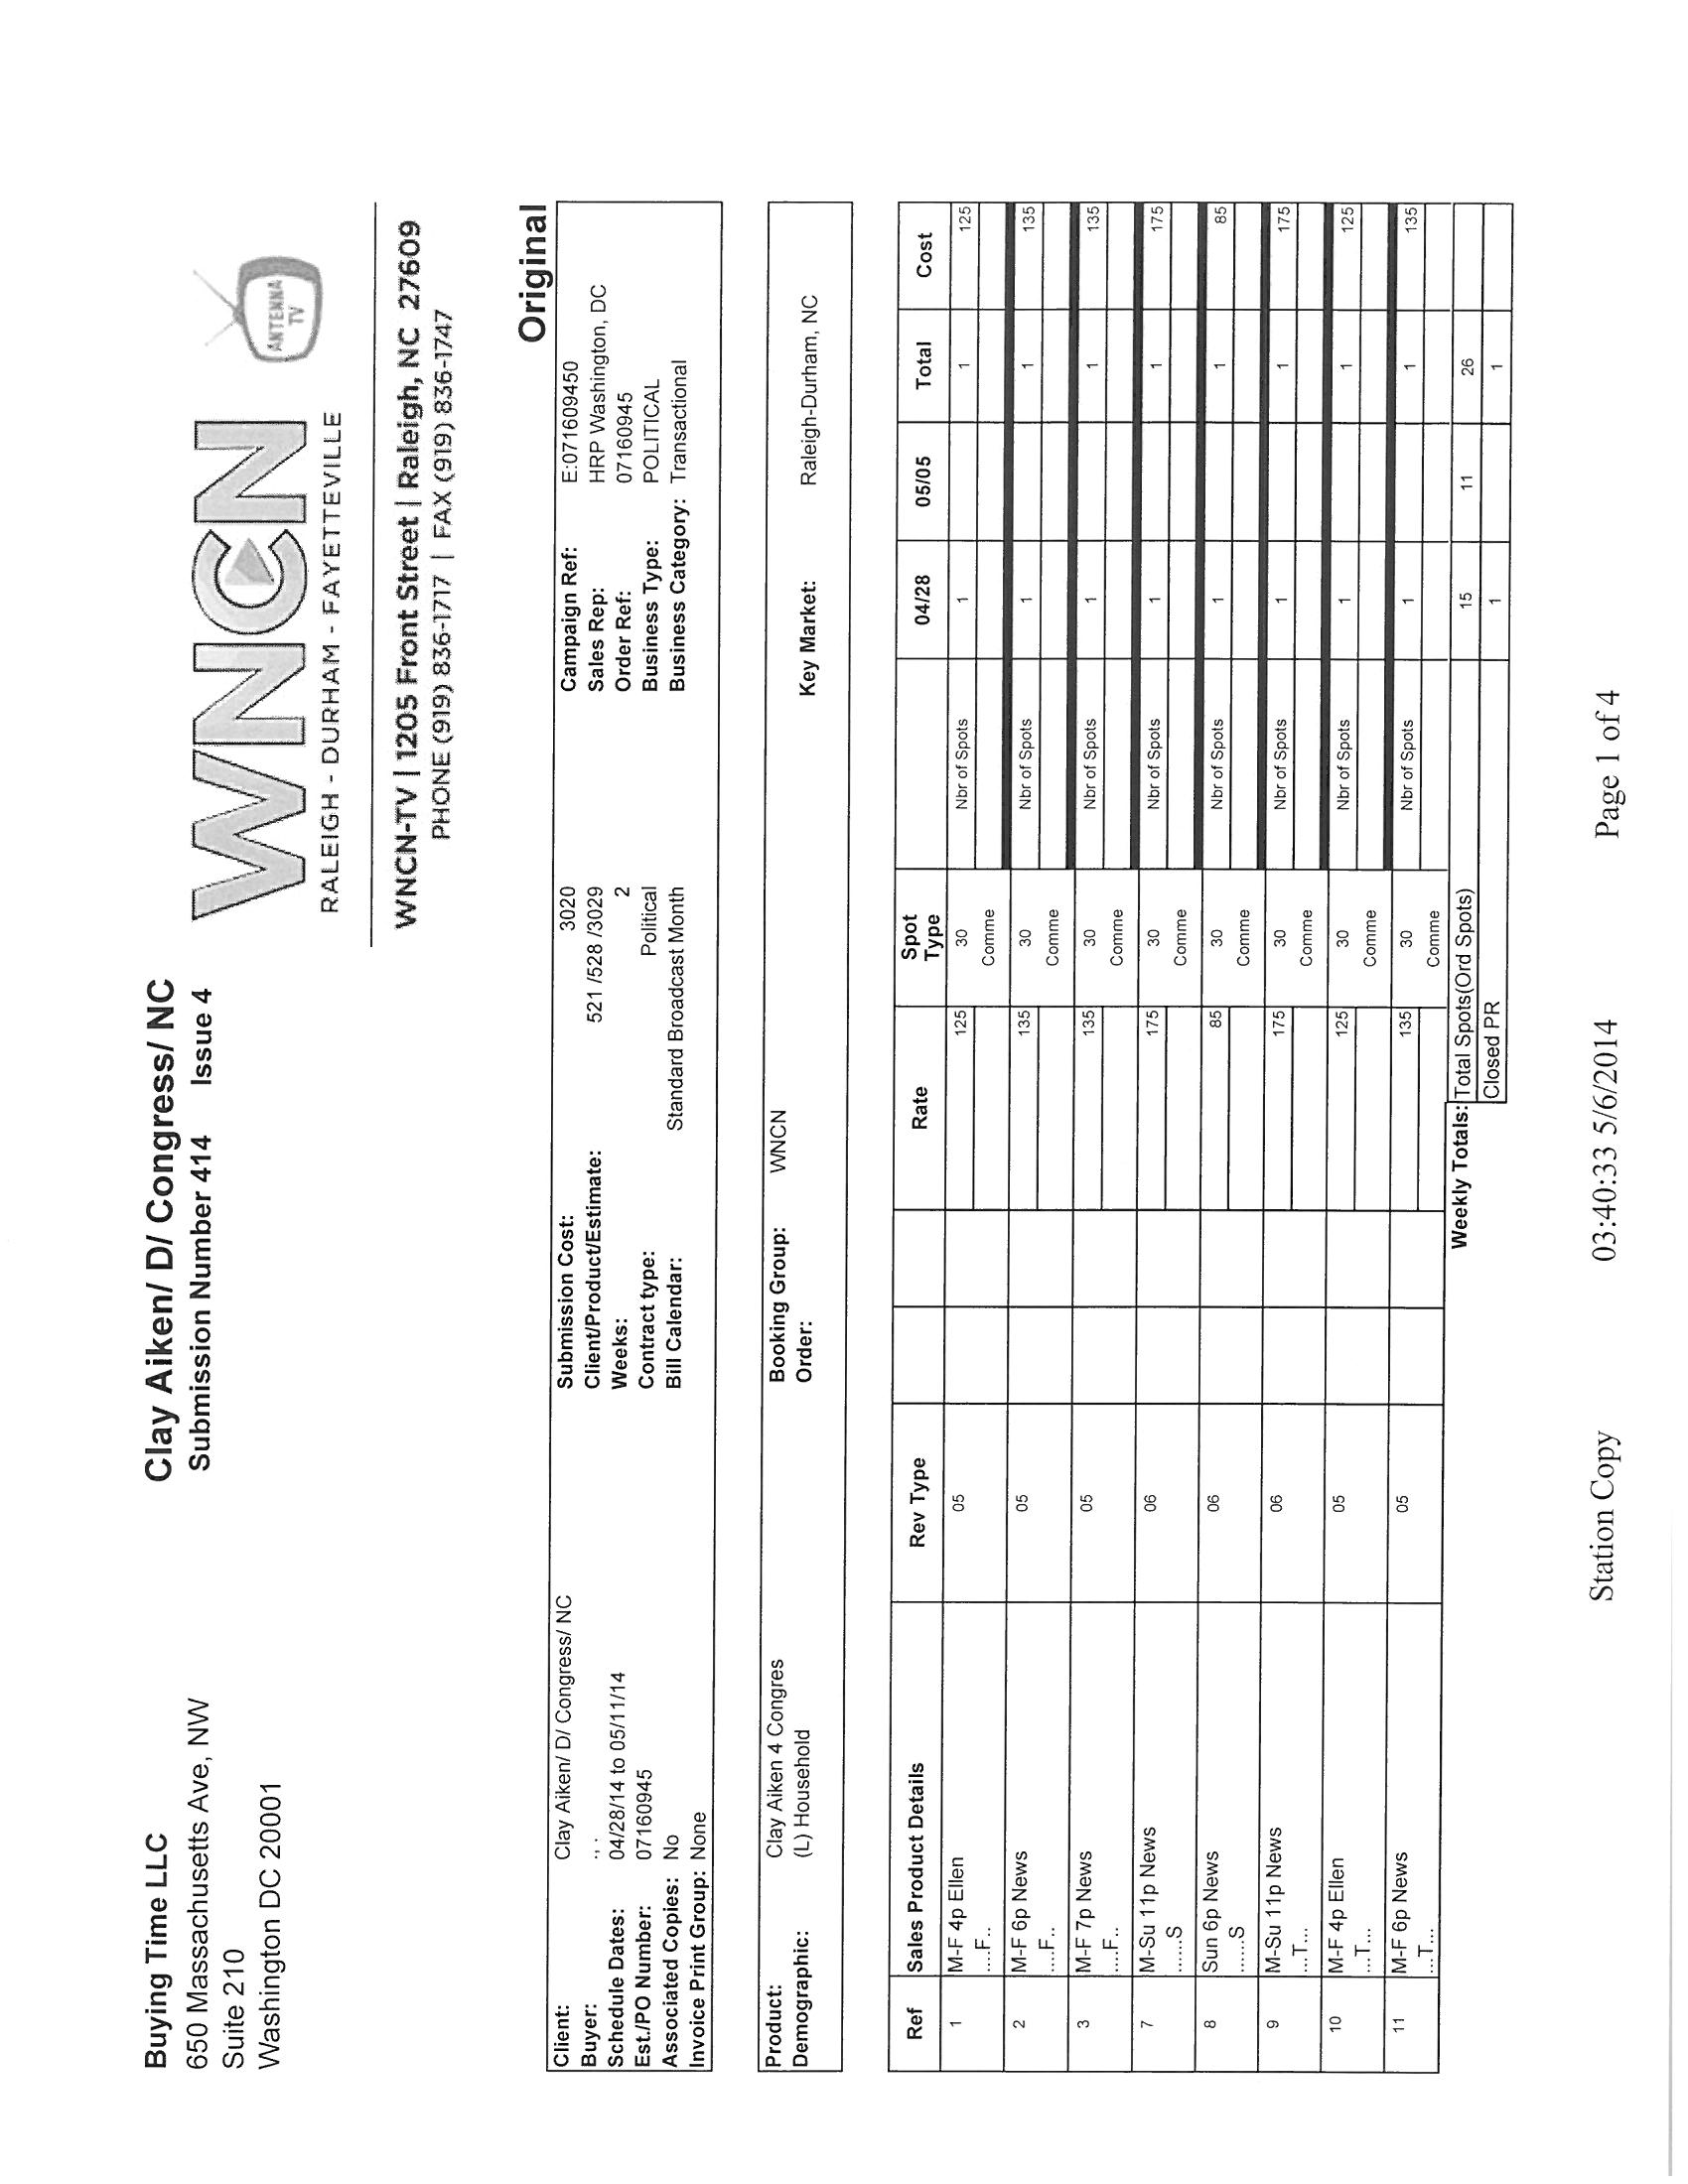 Buying Time LLC
650 Massachusetts Ave, NW
Suite 210
Washington DC 20001
Clay Aiken/ D/ Congress/ NC
Submission Number 414 Issue 4
WNCN
RALEIGH - DURHAM - FAYETTEVILLE
ANTENNA TV
WNCN-TV | 1205 Front Street | Raleigh, NC 27609
PHONE (919) 836-1717 | FAX (919) 836-1747
Original
Client: Clay Aiken/ D/ Congress/ NC Submission Cost: 3020 Campaign Ref: E:071609450
Buyer: ., . Client/Product/Estimate: 521 /528 /3029 Sales Rep: HRP Washington, DC
Schedule Dates: 04/28/14 to 05/11/14 Weeks: 2 Order Ref: 07160945
Est./PO Number: 07160945 Contract type: Political Business Type: POLITICAL
Associated Copies: No Bill Calendar: Standard Broadcast Month Business Category: Transactional
Invoice Print Group: None
Product: Clay Aiken 4 Congres Booking Group: WNCN
Demographic: (L) Household Order: Key Market: Raleigh-Durham, NC
Ref Sales Product Details Rev Type Rate Spot Type 04/28 05/05 Total Cost
1 M-F 4p Ellen 05 125 30 Nbr of Spots 1 1 125
....F.. Comme
2 M-F 6p News 05 135 30 Nbr of Spots 1 1 135
....F.. Comme
3 M-F 7p News 05 135 30 Nbr of Spots 1 1 135
....F.. Comme
7 M-Su 11p News 06 175 30 Nbr of Spots 1 1 175
......S Comme
8 Sun 6p News 06 85 30 Nbr of Spots 1 1 85
......S Comme
9 M-Su 11p News 06 175 30 Nbr of Spots 1 1 175
...T... Comme
10 M-F 4p Ellen 05 125 30 Nbr of Spots 1 1 125
...T... Comme
11 M-F 6p News 05 135 30 Nbr of Spots 1 1 135
...T... Comme
Weekly Totals: Total Spots(Ord Spots) 15 11 26
Closed PR 1 1
Station Copy 03:40:33 5/6/2014 Page 1 of 4